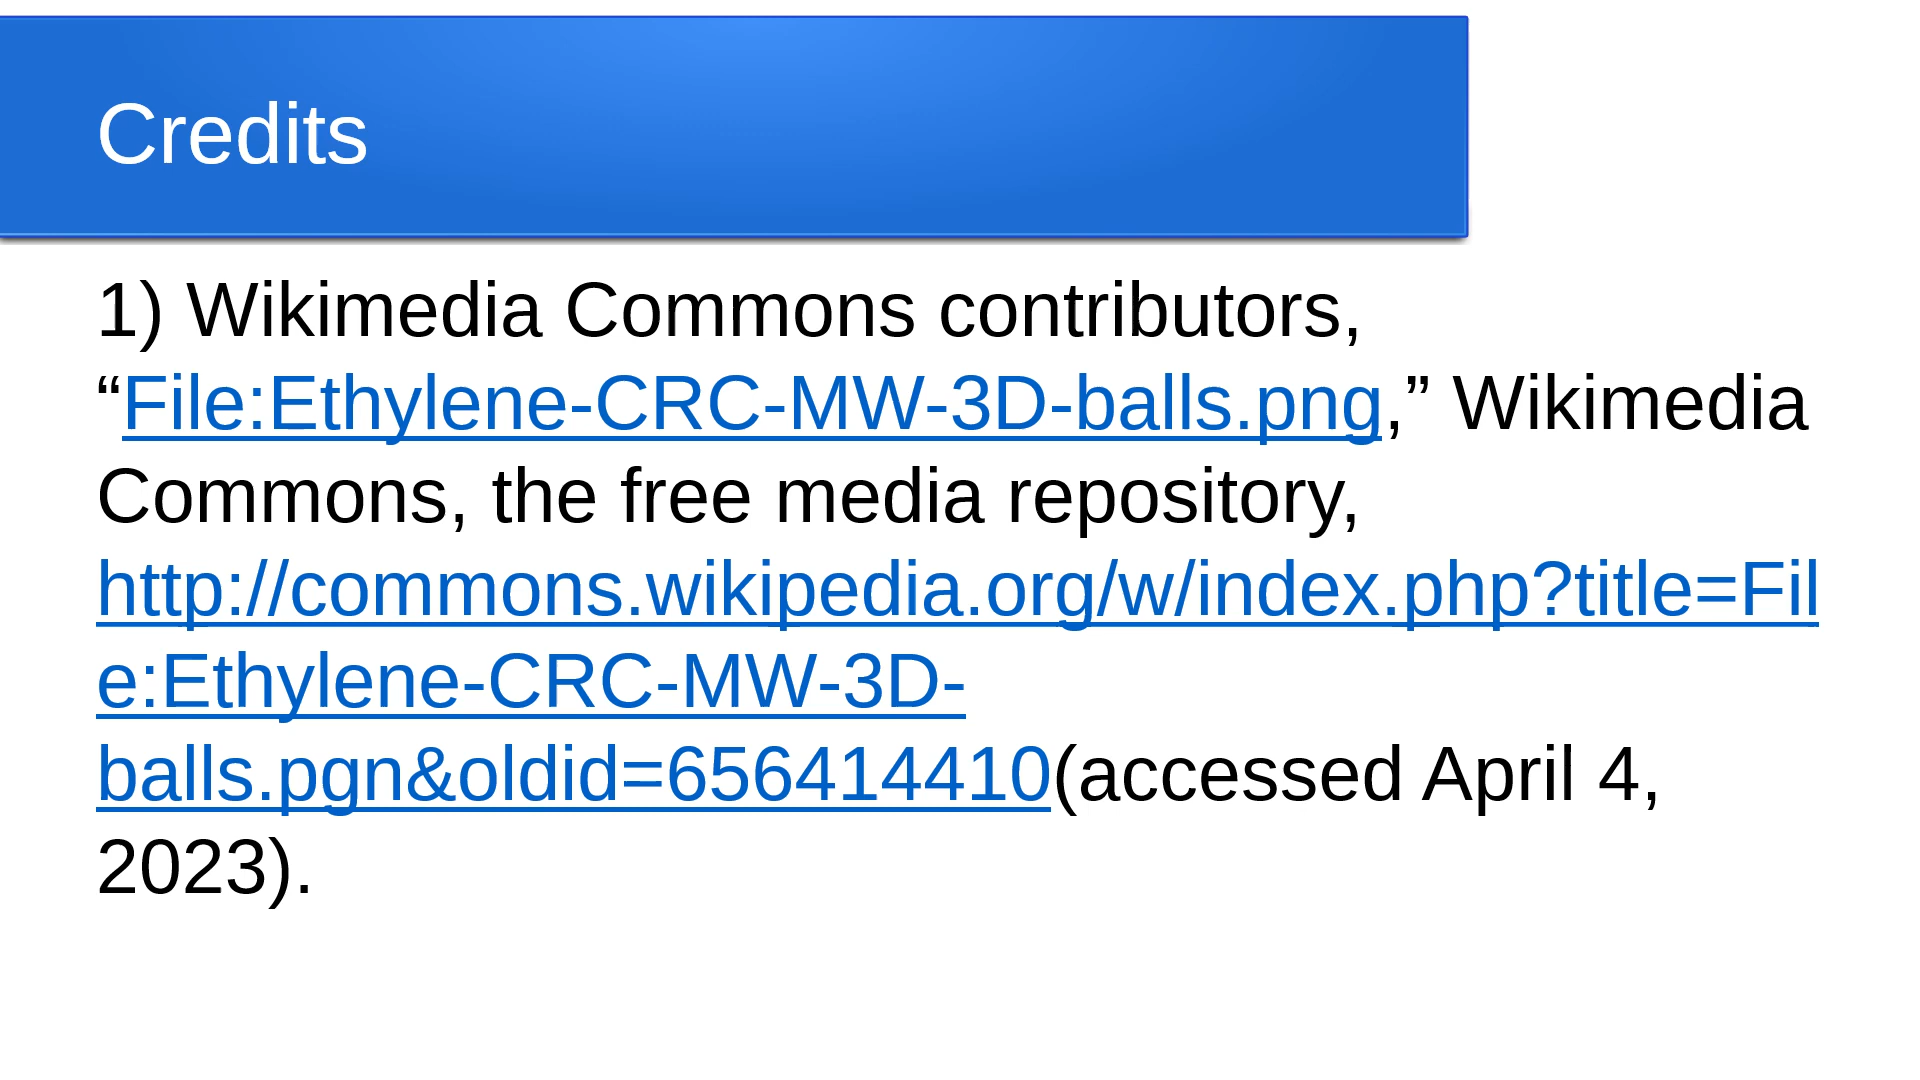 Credits
1) Wikimedia Commons contributors,
“File:Ethylene-CRC-MW-3D-balls.png,” Wikimedia
Commons, the free media repository,
http://commons.wikipedia.org/w/index.php?title=Fil
e:Ethylene-CRC-MW-3D-
balls.pgn&oldid=656414410(accessed April 4,
2023).